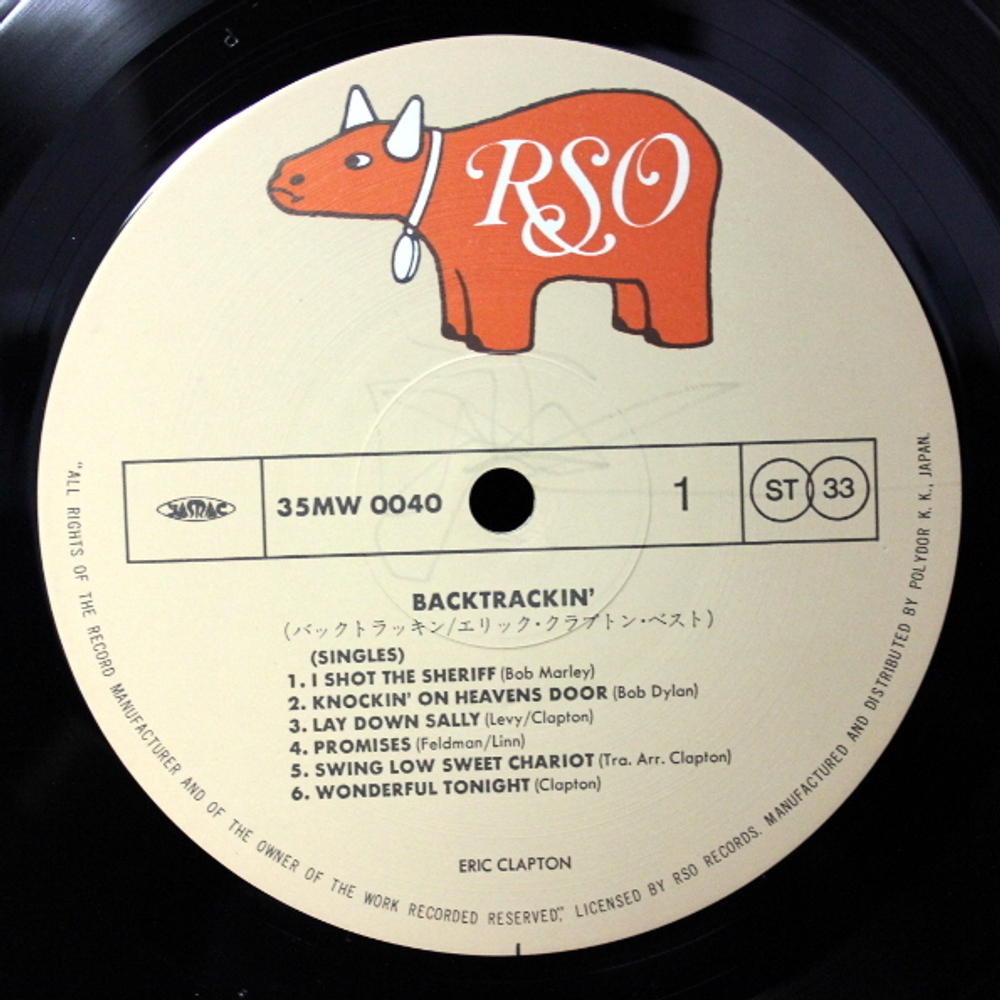 RSO
JASRAC
35MW 0040
1
ST 33
BACKTRACKIN'
(バックトラッキン/エリック・クラプトン・ベスト)
(SINGLES)
1. I SHOT THE SHERIFF (Bob Marley)
2. KNOCKIN' ON HEAVENS DOOR (Bob Dylan)
3. LAY DOWN SALLY (Levy/Clapton)
4. PROMISES (Feldman/Linn)
5. SWING LOW SWEET CHARIOT (Tra. Arr. Clapton)
6. WONDERFUL TONIGHT (Clapton)
ERIC CLAPTON
"ALL RIGHTS OF THE RECORD MANUFACTURER AND OF THE OWNER OF THE WORK RECORDED RESERVED", LICENSED BY RSO RECORDS. MANUFACTURED AND DISTRIBUTED BY POLYDOR K. K., JAPAN.